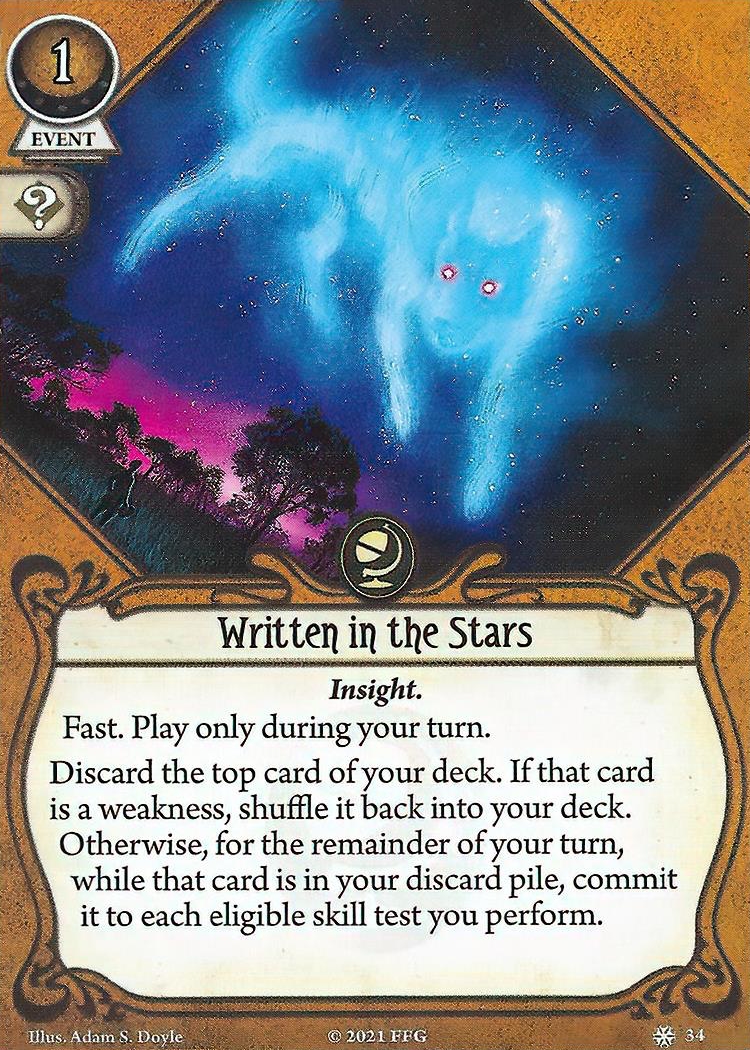 1
EVENT
?
Written in the Stars
Insight.
Fast. Play only during your turn.
Discard the top card of your deck. If that card
is a weakness, shuffle it back into your deck.
Otherwise, for the remainder of your turn,
while that card is in your discard pile, commit
it to each eligible skill test you perform.
Illus. Adam S. Doyle
© 2021 FFG
34